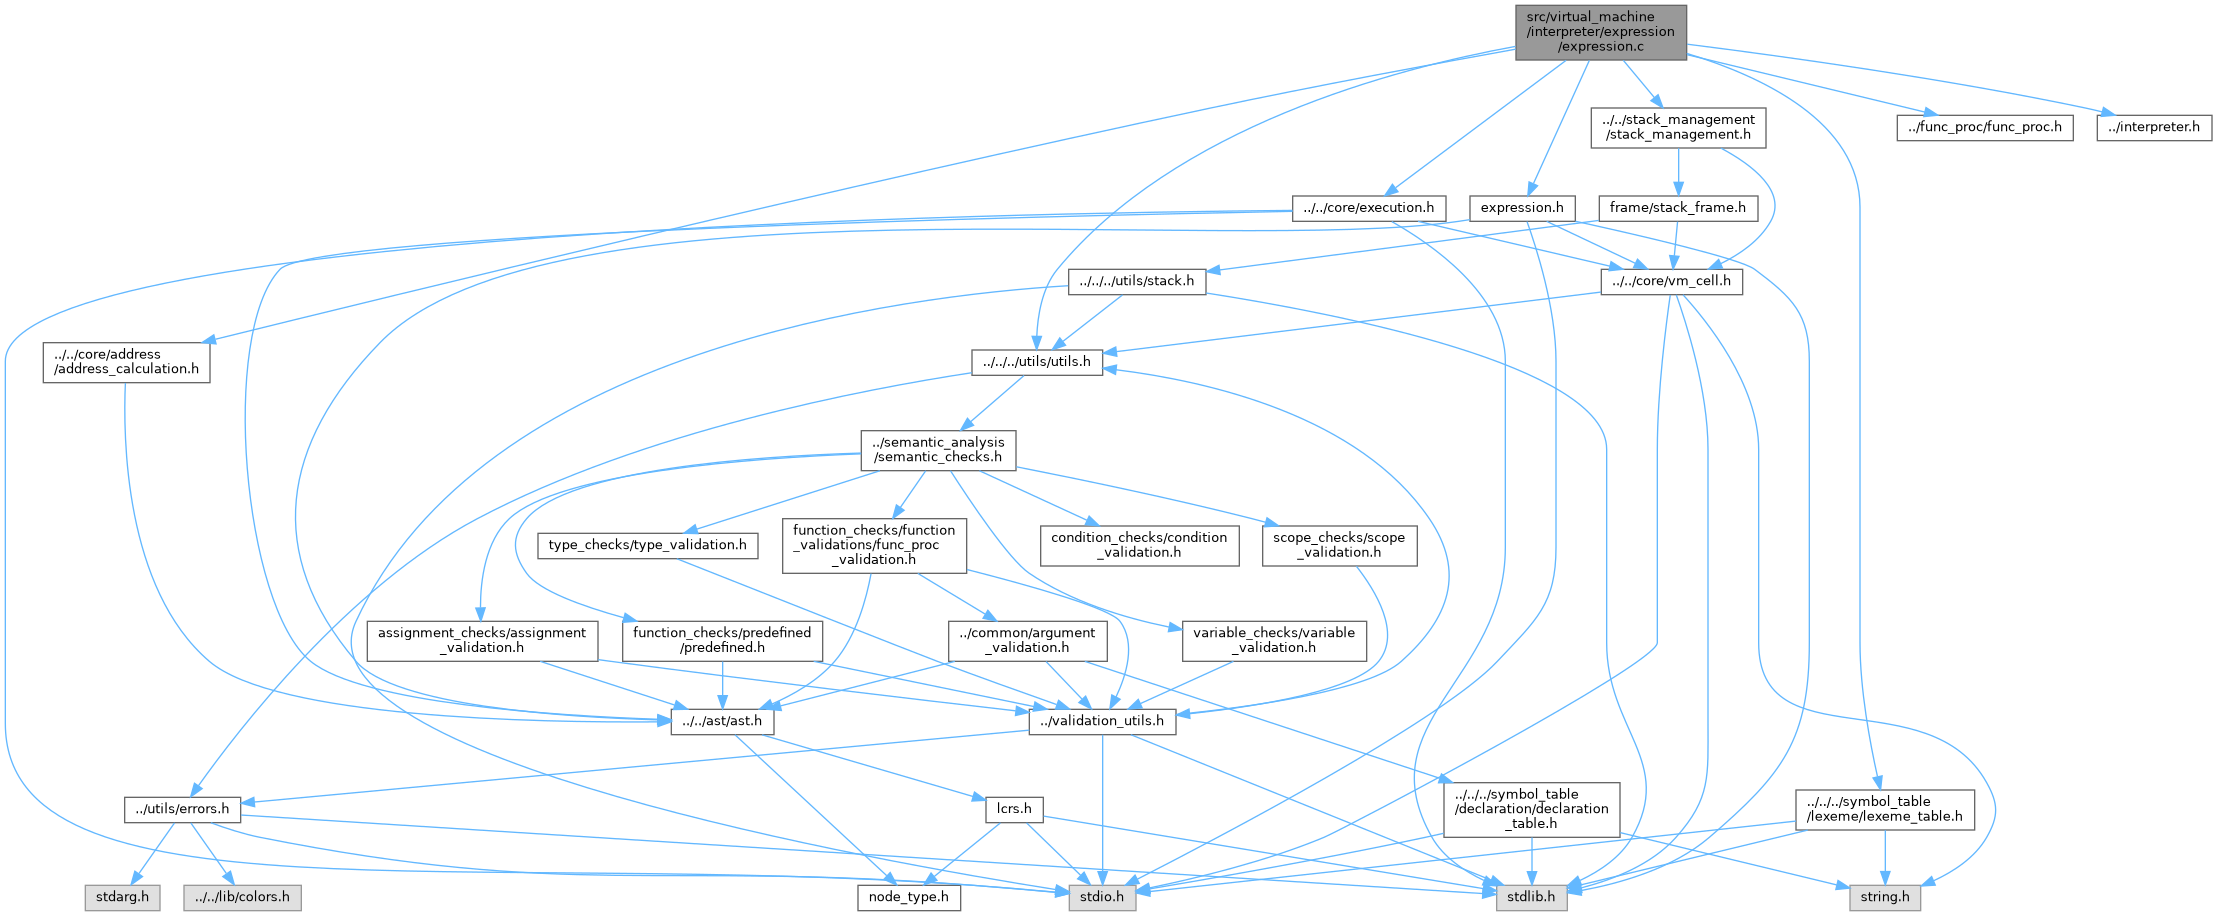 src/virtual_machine
/interpreter/expression
/expression.c
../../stack_management
/stack_management.h
../func_proc/func_proc.h
../interpreter.h
../../core/execution.h
expression.h
frame/stack_frame.h
../../../utils/stack.h
../../core/vm_cell.h
../../core/address
/address_calculation.h
../../../utils/utils.h
../semantic_analysis
/semantic_checks.h
type_checks/type_validation.h
function_checks/function
_validations/func_proc
_validation.h
condition_checks/condition
_validation.h
scope_checks/scope
_validation.h
assignment_checks/assignment
_validation.h
function_checks/predefined
/predefined.h
../common/argument
_validation.h
variable_checks/variable
_validation.h
../../ast/ast.h
../validation_utils.h
../utils/errors.h
lcrs.h
../../../symbol_table
/declaration/declaration
_table.h
../../../symbol_table
/lexeme/lexeme_table.h
stdarg.h
../../lib/colors.h
node_type.h
stdio.h
stdlib.h
string.h